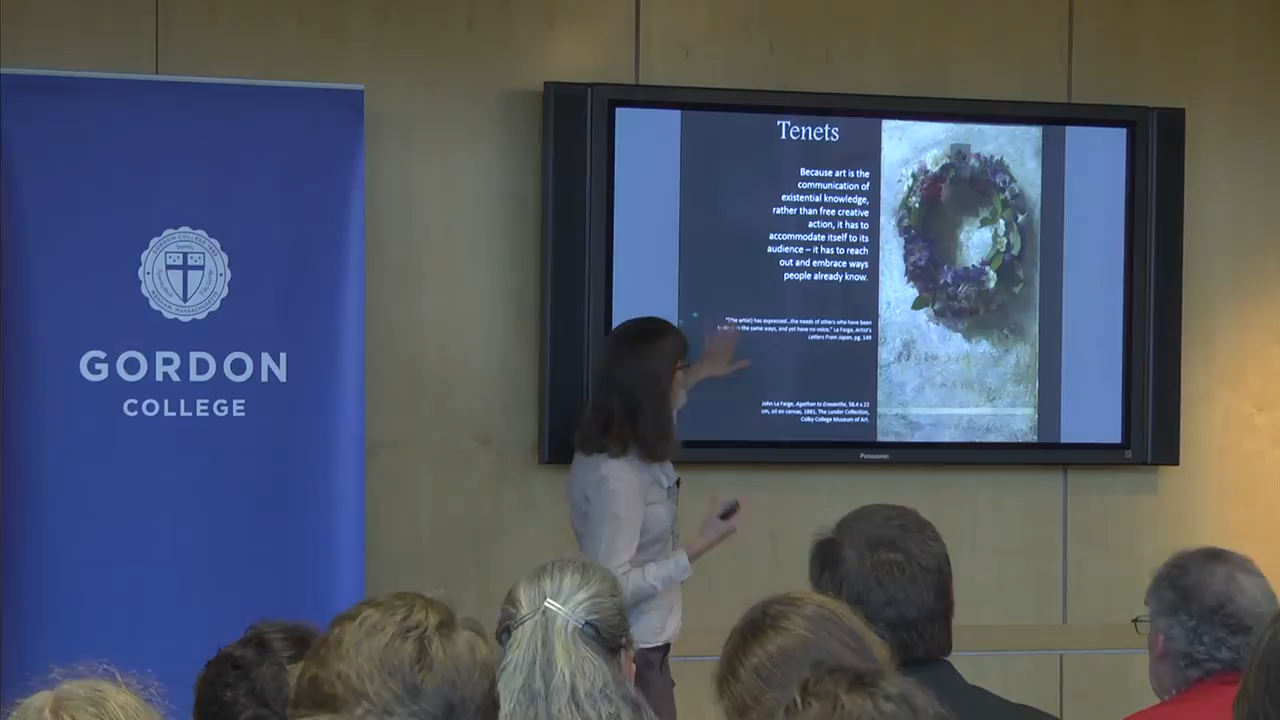 GORDON
COLLEGE
Tenets
Because art is the
communication of
existential knowledge,
rather than free creative
action, it has to
accommodate itself to its
audience – it has to reach
out and embrace ways
people already know.
"[The artist] has expressed...the needs of others who have been
in the same ways, and yet have no voice." La Farge, Artist's
Letters From Japan, pg. 149
John La Farge, Agathon to Erosanthe, 58.4 x 22
cm, oil on canvas, 1861, The Lunder Collection,
Colby College Museum of Art.
Panasonic